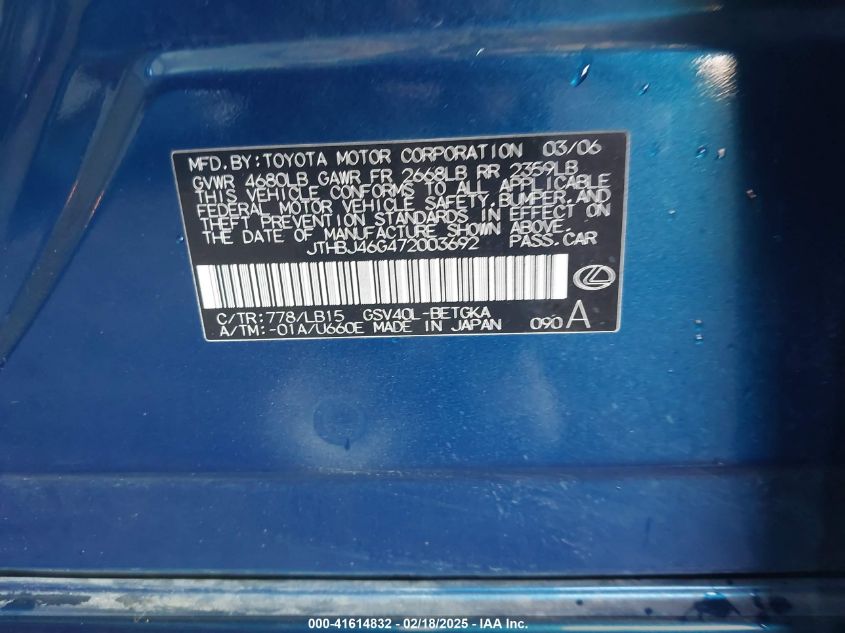 MFD.BY:TOYOTA MOTOR CORPORATION 03/06
GVWR 4680LB GAWR FR 2668LB RR 2359LB
THIS VEHICLE CONFORMS TO ALL APPLICABLE
FEDERAL MOTOR VEHICLE SAFETY,BUMPER,AND
THEFT PREVENTION STANDARDS IN EFFECT ON
THE DATE OF MANUFACTURE SHOWN ABOVE.
JTHBJ46G472003692 PASS.CAR
C/TR:778/LB15 GSV40L-BETGKA
A/TM:-01A/U660E MADE IN JAPAN 090 A
000-41614832 - 02/18/2025 - © IAA Inc.